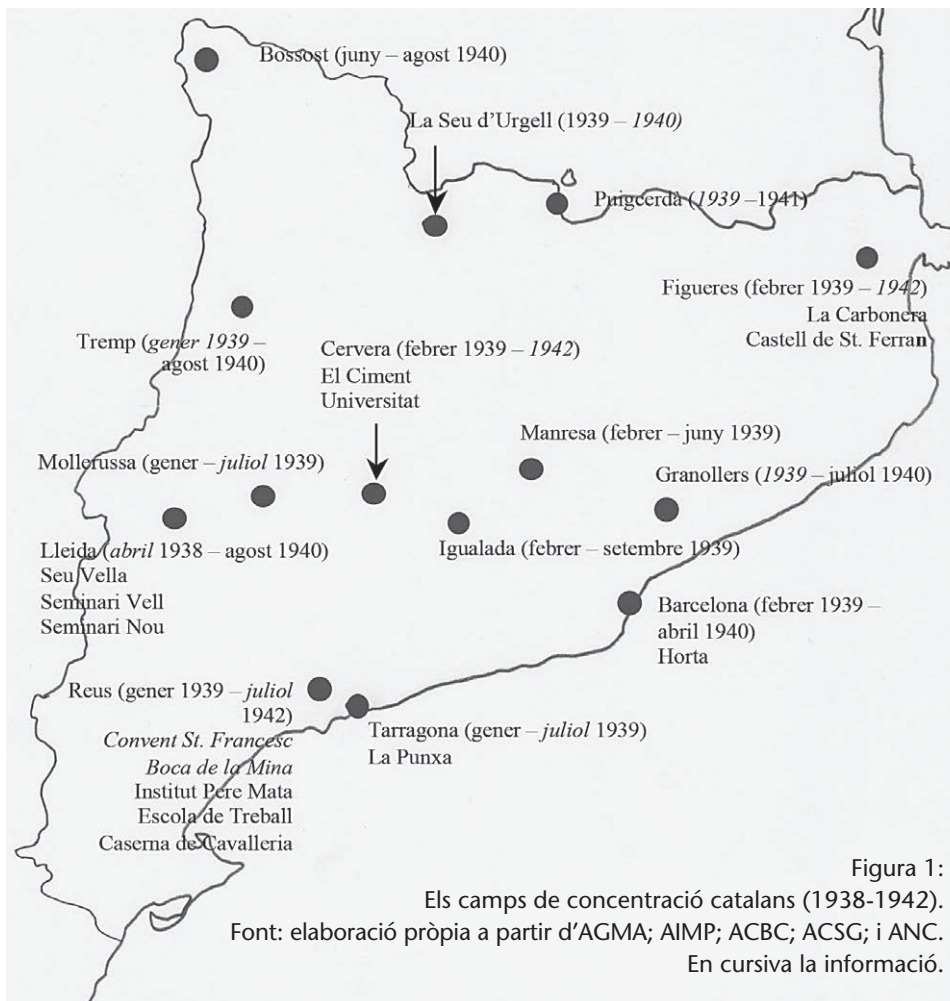 Bossost (juny – agost 1940)
La Seu d’Urgell (1939 – 1940)
Puigcerdà (1939 –1941)
Figueres (febrer 1939 – 1942)
La Carbonera
Castell de St. Ferran
Tremp (gener 1939 –
agost 1940)
Cervera (febrer 1939 – 1942)
El Ciment
Universitat
Manresa (febrer – juny 1939)
Mollerussa (gener – juliol 1939)
Granollers (1939 – juliol 1940)
Lleida (abril 1938 – agost 1940)
Seu Vella
Seminari Vell
Seminari Nou
Igualada (febrer – setembre 1939)
Barcelona (febrer 1939 –
abril 1940)
Horta
Reus (gener 1939 – juliol
1942)
Convent St. Francesc
Boca de la Mina
Institut Pere Mata
Escola de Treball
Caserna de Cavalleria
Tarragona (gener – juliol 1939)
La Punxa
Figura 1:
Els camps de concentració catalans (1938-1942).
Font: elaboració pròpia a partir d’AGMA; AIMP; ACBC; ACSG; i ANC.
En cursiva la informació.